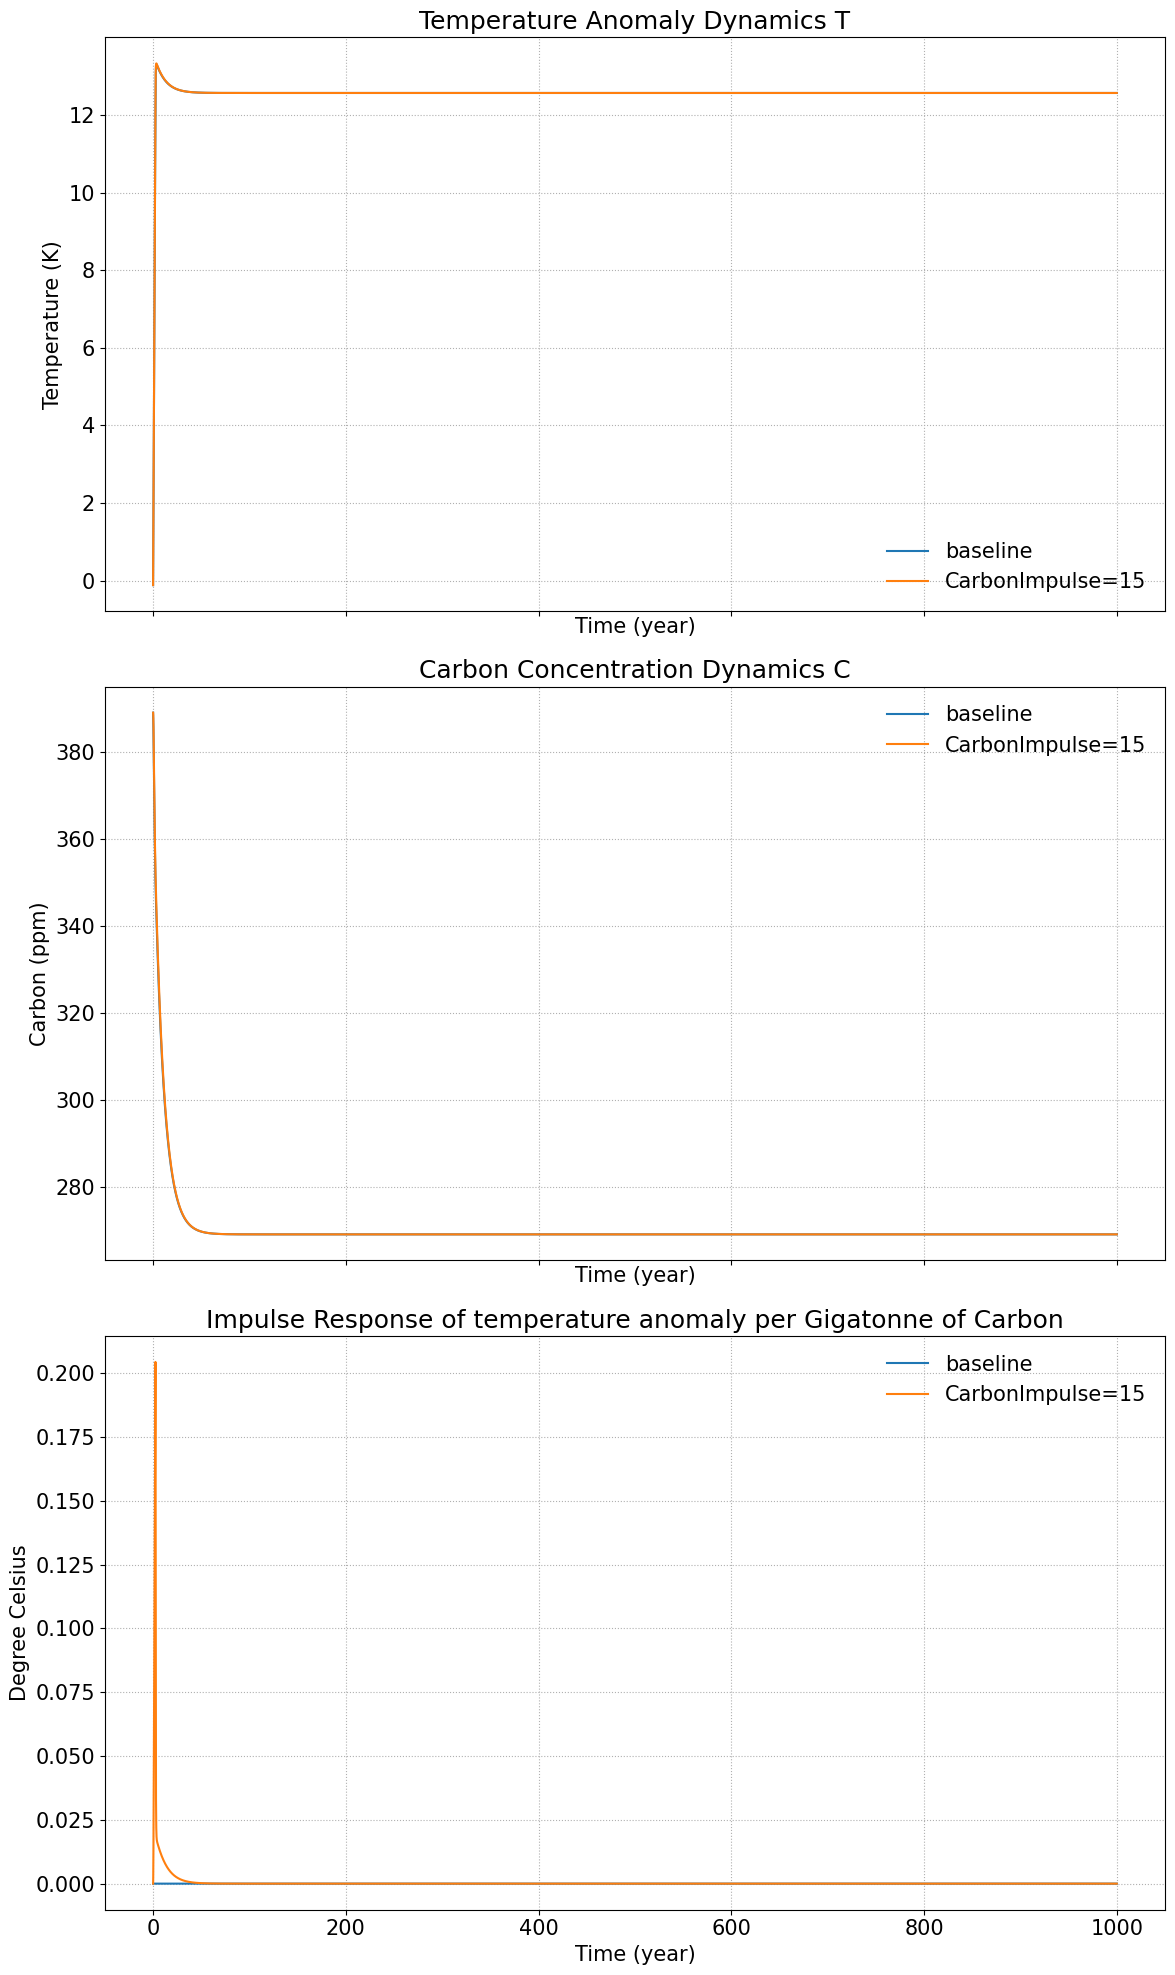 Temperature Anomaly Dynamics T
12
10
8
6
4
2
0
Temperature (K)
baseline
CarbonImpulse=15
Time (year)
Carbon Concentration Dynamics C
380
360
340
320
300
280
Carbon (ppm)
baseline
CarbonImpulse=15
Time (year)
Impulse Response of temperature anomaly per Gigatonne of Carbon
0.200
0.175
0.150
0.125
0.100
0.075
0.050
0.025
0.000
Degree Celsius
baseline
CarbonImpulse=15
0 200 400 600 800 1000
Time (year)